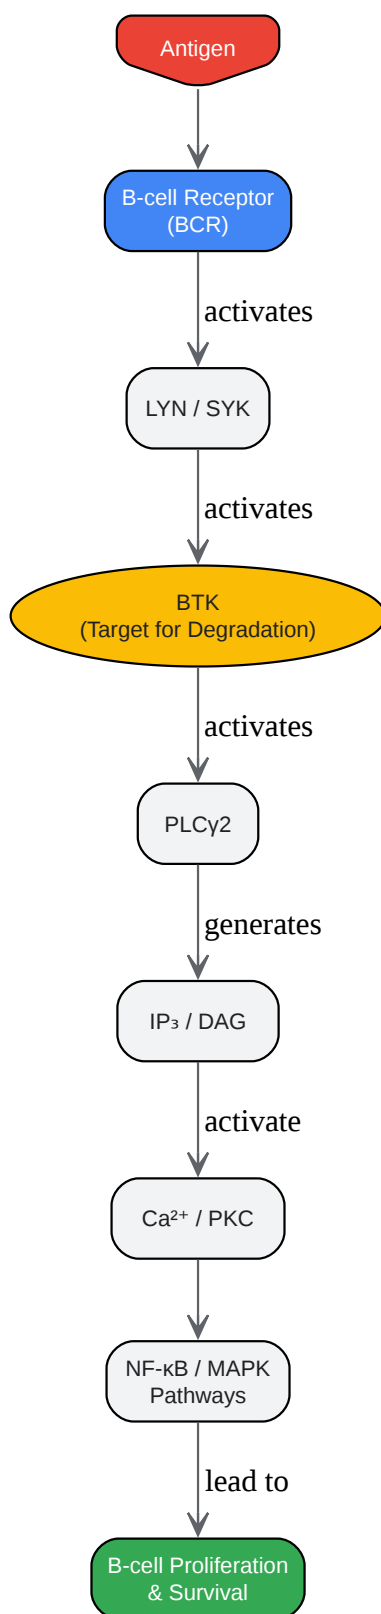 Antigen
B-cell Receptor
(BCR)
activates
LYN / SYK
activates
BTK
(Target for Degradation)
activates
PLCγ2
generates
IP₃ / DAG
activate
Ca²⁺ / PKC
NF-κB / MAPK
Pathways
lead to
B-cell Proliferation
& Survival